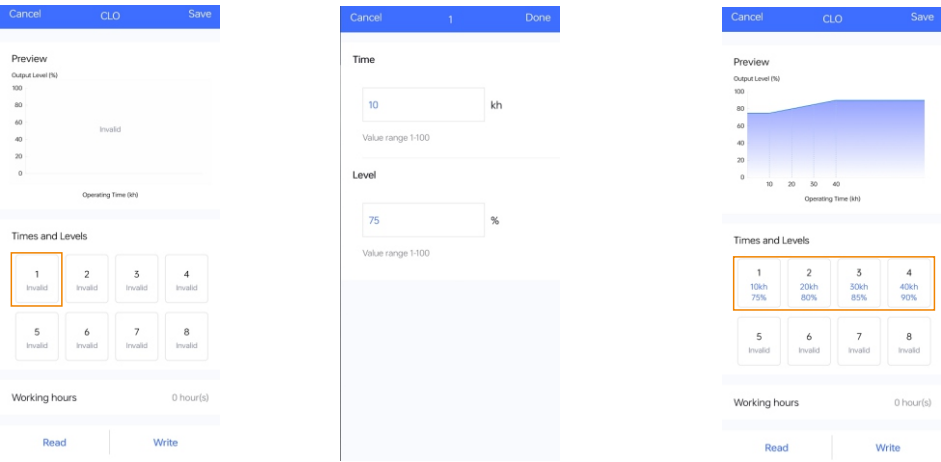 Cancel CLO Save
Preview
Output Level (%)
100
80
60
40
20
0
Invalid
Operating Time (kh)
Times and Levels
1 2 3 4
Invalid Invalid Invalid Invalid
5 6 7 8
Invalid Invalid Invalid Invalid
Working hours 0 hour(s)
Read Write
Cancel 1 Done
Time
10 kh
Value range 1-100
Level
75 %
Value range 1-100
Cancel CLO Save
Preview
Output Level (%)
100
80
60
40
20
0
10 20 30 40
Operating Time (kh)
Times and Levels
1 2 3 4
10kh 20kh 30kh 40kh
75% 80% 85% 90%
5 6 7 8
Invalid Invalid Invalid Invalid
Working hours 0 hour(s)
Read Write